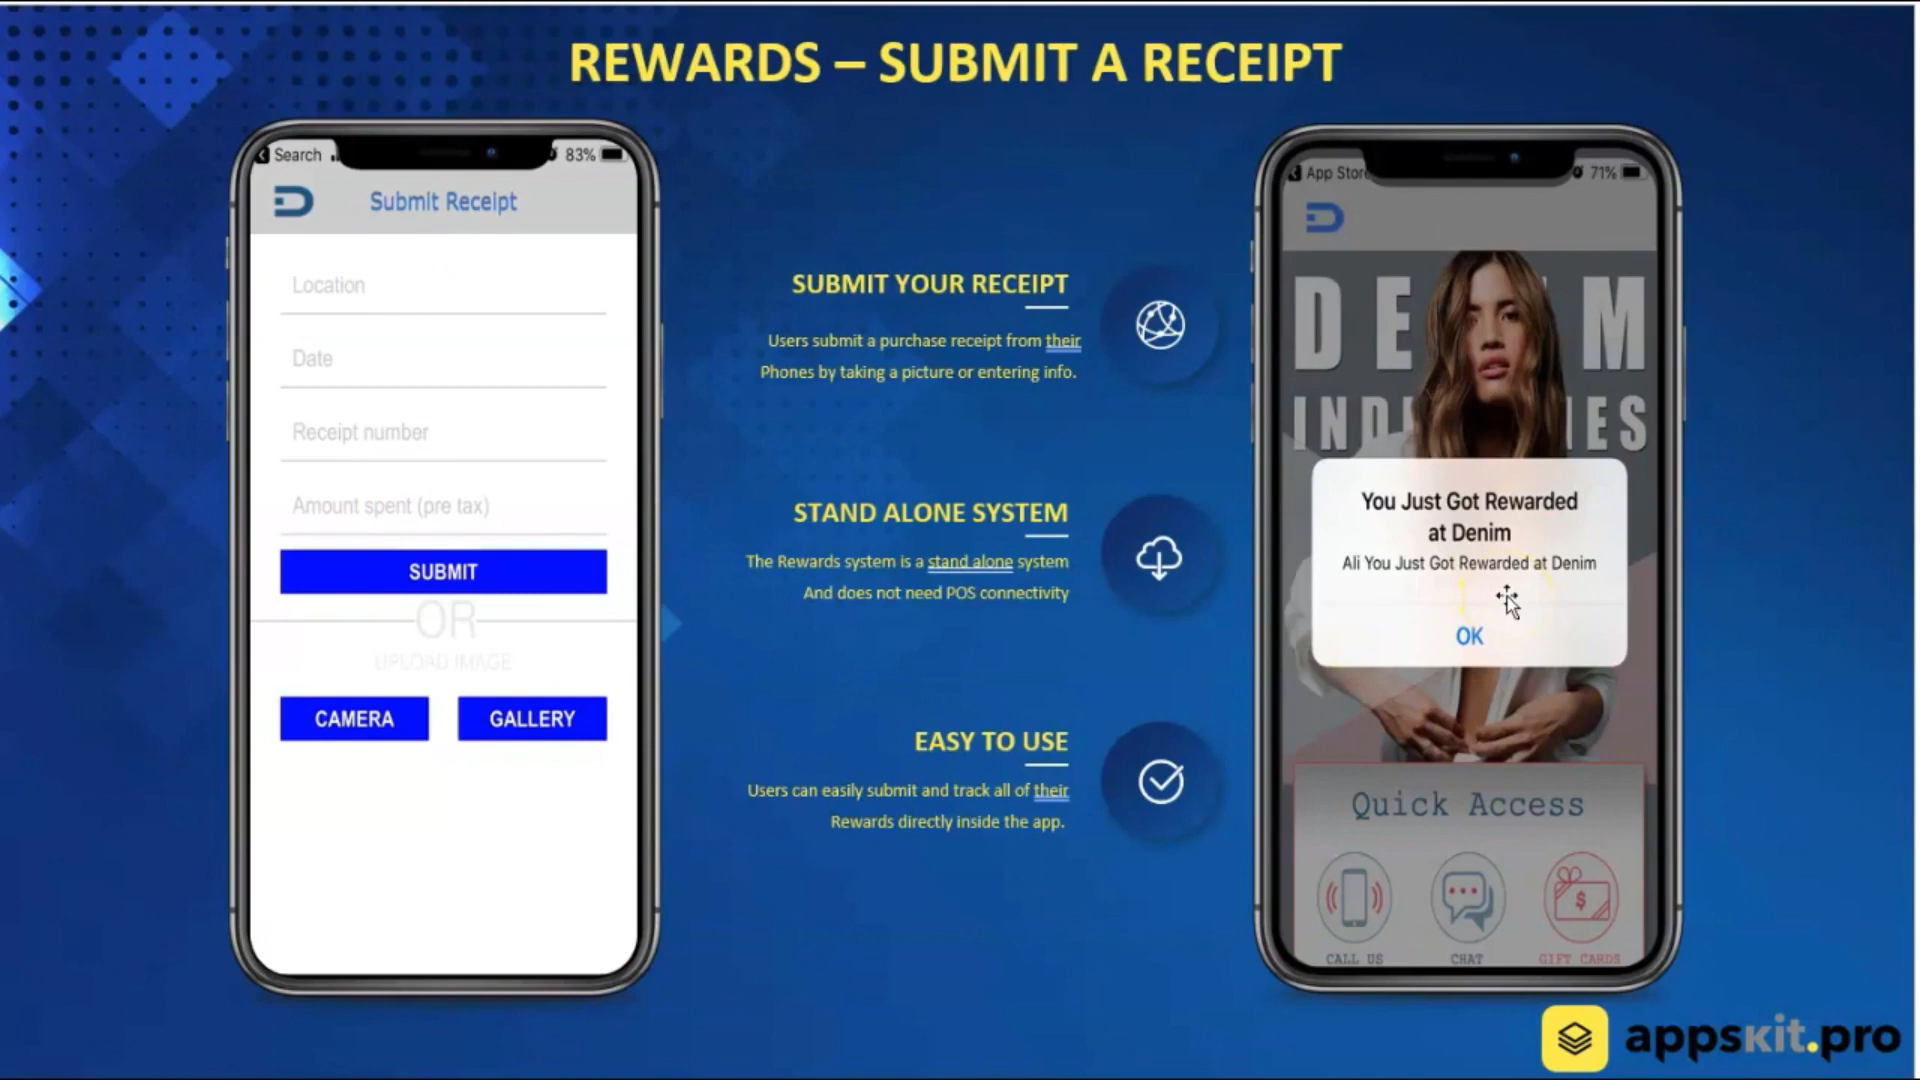 REWARDS – SUBMIT A RECEIPT
Search
83%
Submit Receipt
Location
Date
Receipt number
Amount spent (pre tax)
SUBMIT
OR
UPLOAD IMAGE
CAMERA
GALLERY
SUBMIT YOUR RECEIPT
Users submit a purchase receipt from their
Phones by taking a picture or entering info.
STAND ALONE SYSTEM
The Rewards system is a stand alone system
And does not need POS connectivity
EASY TO USE
Users can easily submit and track all of their
Rewards directly inside the app.
App Store
71%
You Just Got Rewarded
at Denim
Ali You Just Got Rewarded at Denim
OK
Quick Access
CALL US
CHAT
GIFT CARDS
appskit.pro